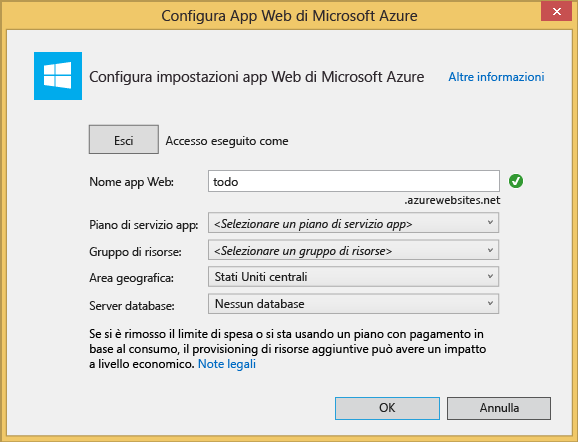 Configura App Web di Microsoft Azure
Configura impostazioni app Web di Microsoft Azure
Altre informazioni
Esci
Accesso eseguito come
Nome app Web:
todo
.azurewebsites.net
Piano di servizio app:
<Selezionare un piano di servizio app>
Gruppo di risorse:
<Selezionare un gruppo di risorse>
Area geografica:
Stati Uniti centrali
Server database:
Nessun database
Se si è rimosso il limite di spesa o si sta usando un piano con pagamento in
base al consumo, il provisioning di risorse aggiuntive può avere un impatto
a livello economico. Note legali
OK
Annulla